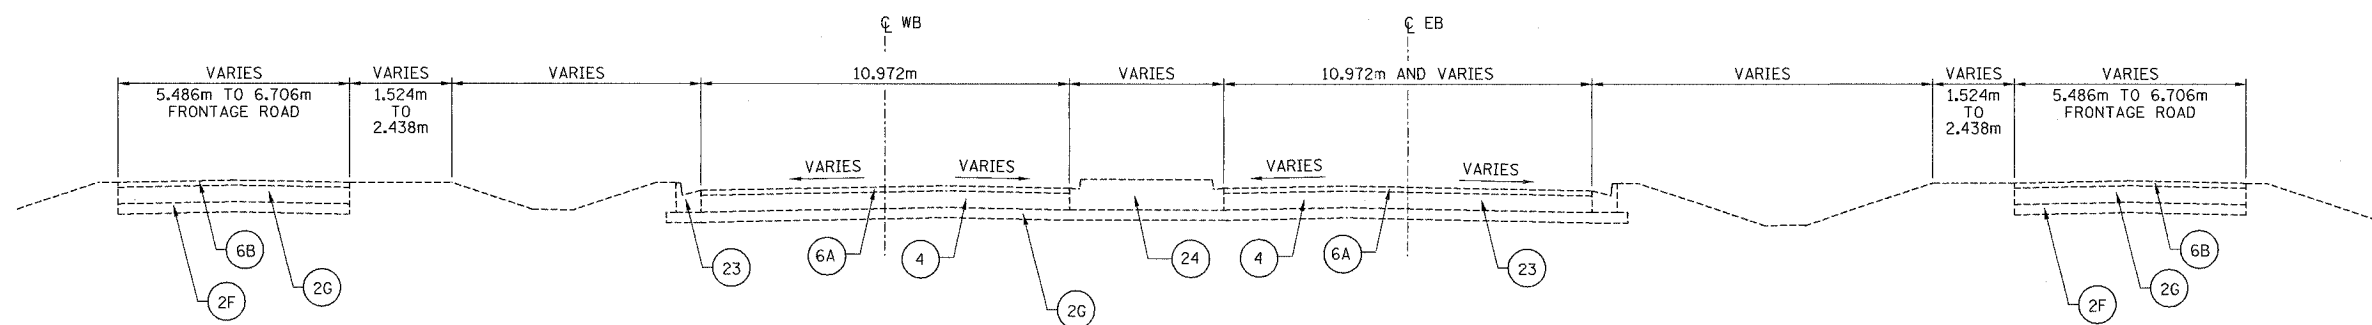 ℄ WB
℄ EB
VARIES
VARIES
VARIES
10.972m
VARIES
10.972m AND VARIES
VARIES
VARIES
VARIES
5.486m TO 6.706m
FRONTAGE ROAD
1.524m
TO
2.438m
1.524m
TO
2.438m
5.486m TO 6.706m
FRONTAGE ROAD
VARIES
VARIES
VARIES
VARIES
6B
2G
2F
23
6A
4
2G
24
4
6A
23
6B
2G
2F